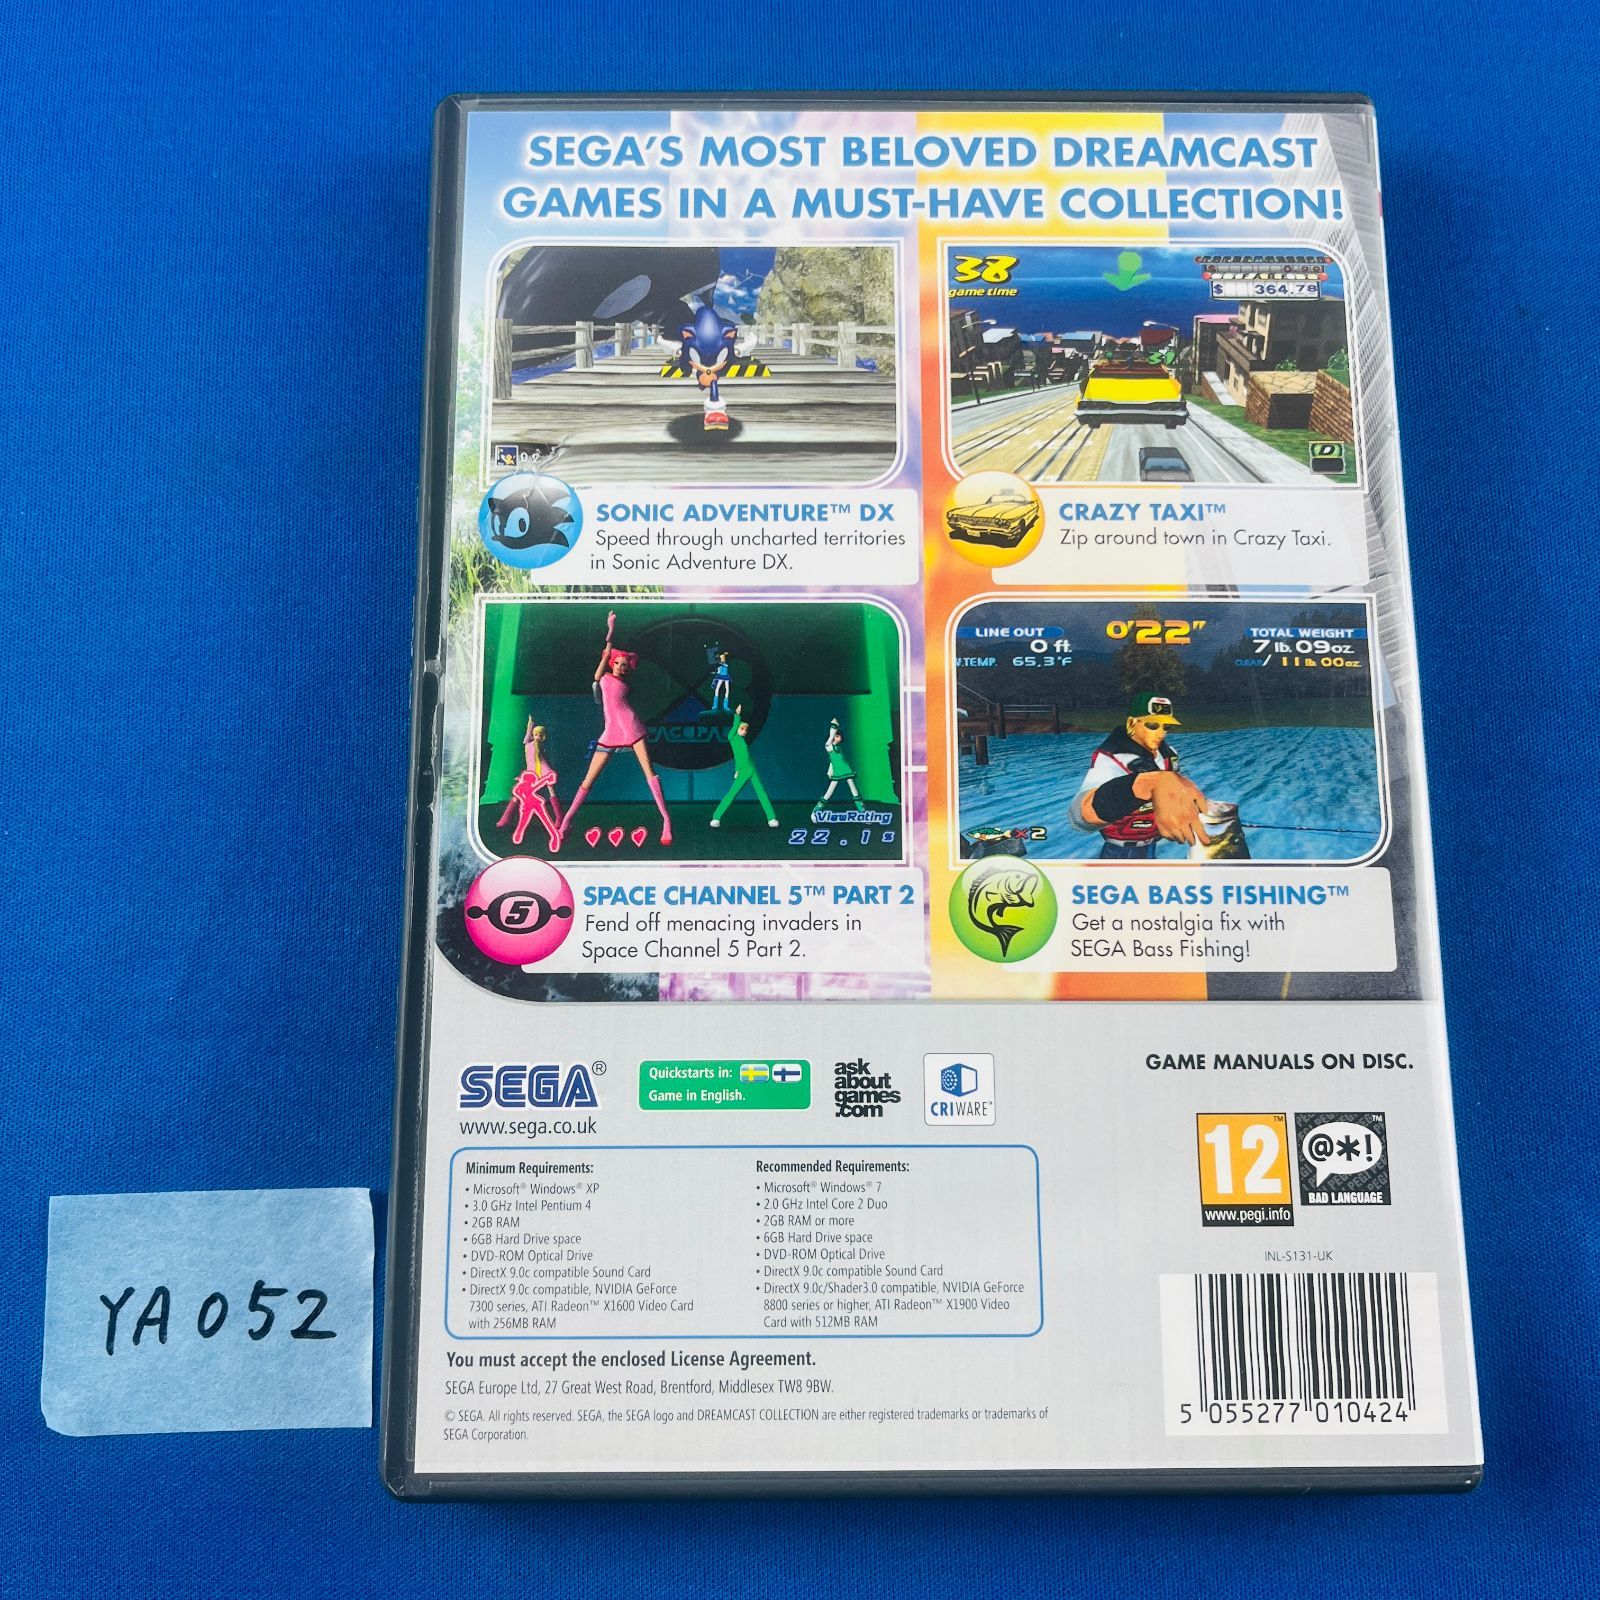 SEGA'S MOST BELOVED DREAMCAST
GAMES IN A MUST-HAVE COLLECTION!
02
SONIC ADVENTURE™ DX
Speed through uncharted territories
in Sonic Adventure DX.
38
game time
$ 364.78
D
CRAZY TAXI™
Zip around town in Crazy Taxi.
ViewRating
22.1%
5
SPACE CHANNEL 5™ PART 2
Fend off menacing invaders in
Space Channel 5 Part 2.
LINE OUT
0 ft.
W.TEMP. 65.3°F
0'22"
TOTAL WEIGHT
7 lb. 09oz.
CLEAR/ 11 lb. 00oz.
×2
SEGA BASS FISHING™
Get a nostalgia fix with
SEGA Bass Fishing!
SEGA®
www.sega.co.uk
Quickstarts in:
Game in English.
ask
about
games
.com
CRIWARE™
GAME MANUALS ON DISC.
12™
www.pegi.info
@*!
BAD LANGUAGE
Minimum Requirements:
• Microsoft® Windows® XP
• 3.0 GHz Intel Pentium 4
• 2GB RAM
• 6GB Hard Drive space
• DVD-ROM Optical Drive
• DirectX 9.0c compatible Sound Card
• DirectX 9.0c compatible, NVIDIA GeForce
7300 series, ATI Radeon™ X1600 Video Card
with 256MB RAM
Recommended Requirements:
• Microsoft® Windows® 7
• 2.0 GHz Intel Core 2 Duo
• 2GB RAM or more
• 6GB Hard Drive space
• DVD-ROM Optical Drive
• DirectX 9.0c compatible Sound Card
• DirectX 9.0c/Shader3.0 compatible, NVIDIA GeForce
8800 series or higher, ATI Radeon™ X1900 Video
Card with 512MB RAM
You must accept the enclosed License Agreement.
SEGA Europe Ltd, 27 Great West Road, Brentford, Middlesex TW8 9BW.
© SEGA. All rights reserved. SEGA, the SEGA logo and DREAMCAST COLLECTION are either registered trademarks or trademarks of
SEGA Corporation.
INL-S131-UK
5 055277 010424
YA052